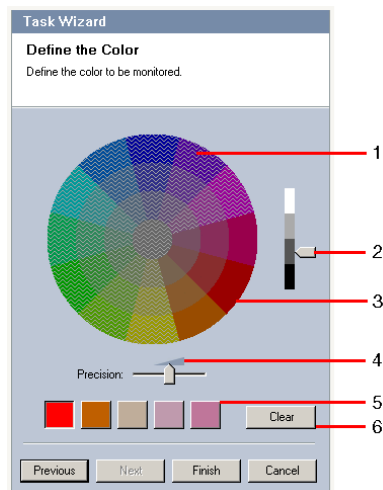 Task Wizard
Define the Color
Define the color to be monitored.
1
2
3
4
Precision:
5
Clear
6
Previous Next Finish Cancel